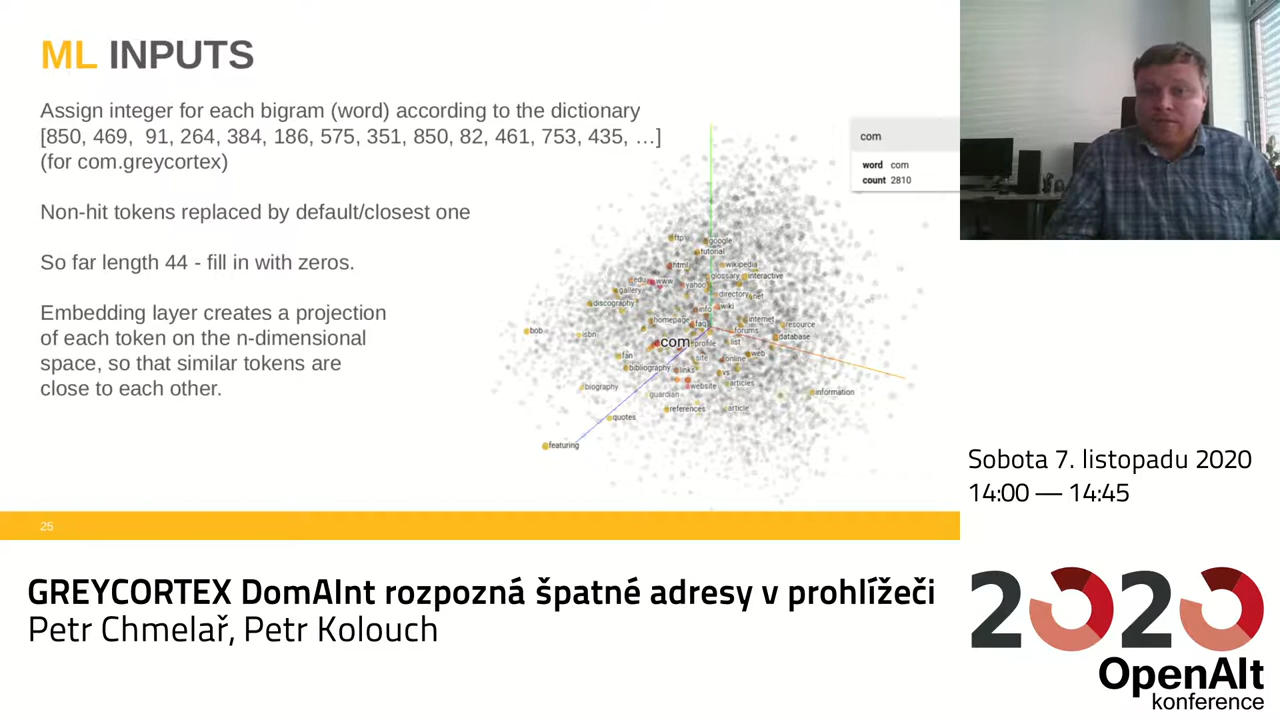 ML INPUTS
Assign integer for each bigram (word) according to the dictionary
[850, 469, 91, 264, 384, 186, 575, 351, 850, 82, 461, 753, 435, …]
(for com.greycortex)
Non-hit tokens replaced by default/closest one
So far length 44 - fill in with zeros.
Embedding layer creates a projection
of each token on the n-dimensional
space, so that similar tokens are
close to each other.
com
word com
count 2810
ftp
google
tutorial
html
wikipedia
edu
www
glossary
interactive
gallery
yahoo
directory
net
discography
info
wiki
homepage
faq
internet
resource
bob
isbn
forums
database
com
profile
list
fan
site
online
web
bibliography
links
vs
biography
website
articles
guardian
information
references
article
quotes
featuring
25
Sobota 7. listopadu 2020
14:00 — 14:45
GREYCORTEX DomAInt rozpozná špatné adresy v prohlížeči
Petr Chmelař, Petr Kolouch
2020
OpenAlt
konference